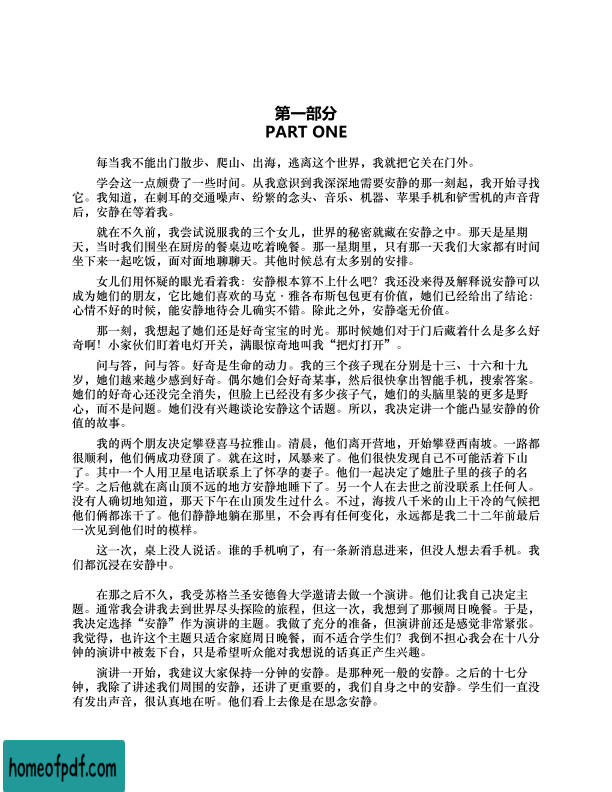 第一部分
PART ONE
每当我不能出门散步、爬山、出海，逃离这个世界，我就把它关在门外。
学会这一点颇费了一些时间。从我意识到我深深地需要安静的那一刻起，我开始寻找
它。我知道，在刺耳的交通噪声、纷繁的念头、音乐、机器、苹果手机和铲雪机的声音背
后，安静在等着我。
就在不久前，我尝试说服我的三个女儿，世界的秘密就藏在安静之中。那天是星期
天，当时我们围坐在厨房的餐桌边吃着晚餐。那一星期里，只有那一天我们大家都有时间
坐下来一起吃饭，面对面地聊聊天。其他时候总有太多别的安排。
女儿们用怀疑的眼光看着我：安静根本算不上什么吧？我还没来得及解释说安静可以
成为她们的朋友，它比她们喜欢的马克·雅各布斯包包更有价值，她们已经给出了结论：
心情不好的时候，能安静地待会儿确实不错。除此之外，安静毫无价值。
那一刻，我想起了她们还是好奇宝宝的时光。那时候她们对于门后藏着什么是多么好
奇啊！小家伙们盯着电灯开关，满眼惊奇地叫我“把灯打开”。
问与答，问与答。好奇是生命的动力。我的三个孩子现在分别是十三、十六和十九
岁，她们越来越少感到好奇。偶尔她们会好奇某事，然后很快拿出智能手机，搜索答案。
她们的好奇心还没完全消失，但脸上已经没有多少孩子气，她们的头脑里装的更多是野
心，而不是问题。她们没有兴趣谈论安静这个话题。所以，我决定讲一个能凸显安静的价
值的故事。
我的两个朋友决定攀登喜马拉雅山。清晨，他们离开营地，开始攀登西南坡。一路都
很顺利，他们俩成功登顶了。就在这时，风暴来了。他们很快发现自己不可能活着下山
了。其中一个人用卫星电话联系上了怀孕的妻子。他们一起决定了她肚子里的孩子的名
字。之后他就在离山顶不远的地方安静地睡下了。另一个人在去世之前没联系上任何人。
没有人确切地知道，那天下午在山顶发生过什么。不过，海拔八千米的山上干冷的气候把
他们俩都冻干了。他们静静地躺在那里，不会再有任何变化，永远都是我二十二年前最后
一次见到他们时的模样。
这一次，桌上没人说话。谁的手机响了，有一条新消息进来，但没人想去看手机。我
们都沉浸在安静中。
在那之后不久，我受苏格兰圣安德鲁大学邀请去做一个演讲。他们让我自己决定主
题。通常我会讲我去到世界尽头探险的旅程，但这一次，我想到了那顿周日晚餐。于是，
我决定选择“安静”作为演讲的主题。我做了充分的准备，但演讲前还是感觉非常紧张。
我觉得，也许这个主题只适合家庭周日晚餐，而不适合学生们？我倒不担心我会在十八分
钟的演讲中被轰下台，只是希望听众能对我想说的话真正产生兴趣。
演讲一开始，我建议大家保持一分钟的安静。是那种死一般的安静。之后的十七分
钟，我除了讲述我们周围的安静，还讲了更重要的，我们自身之中的安静。学生们一直没
有发出声音，很认真地在听。他们看上去像是在思念安静。
homeofpdf.com